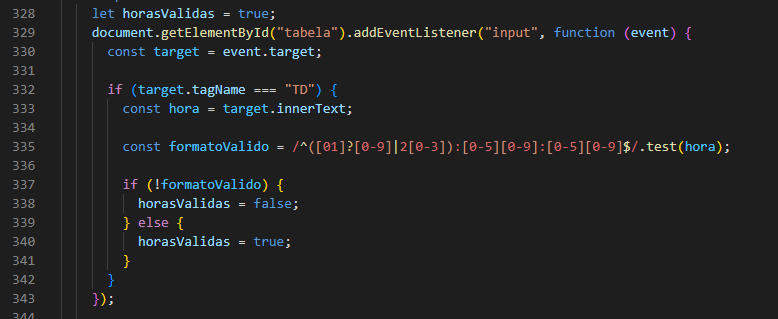 328 let horasValidas = true;
329 document.getElementById("tabela").addEventListener("input", function (event) {
330 const target = event.target;
331
332 if (target.tagName === "TD") {
333 const hora = target.innerText;
334
335 const formatoValido = /^([01]?[0-9]|2[0-3]):[0-5][0-9]:[0-5][0-9]$/.test(hora);
336
337 if (!formatoValido) {
338 horasValidas = false;
339 } else {
340 horasValidas = true;
341 }
342 }
343 });
344